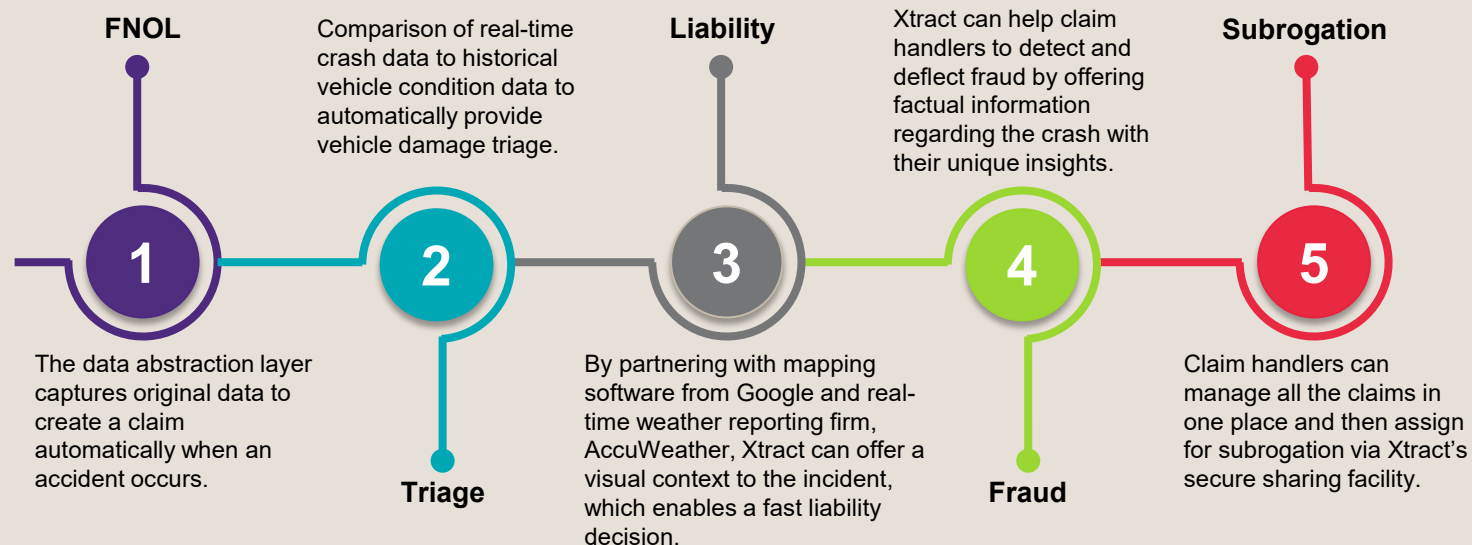 FNOL
1
The data abstraction layer
captures original data to
create a claim
automatically when an
accident occurs.
Comparison of real-time
crash data to historical
vehicle condition data to
automatically provide
vehicle damage triage.
2
Triage
Liability
3
By partnering with mapping
software from Google and real-
time weather reporting firm,
AccuWeather, Xtract can offer a
visual context to the incident,
which enables a fast liability
decision.
Xtract can help claim
handlers to detect and
deflect fraud by offering
factual information
regarding the crash with
their unique insights.
4
Fraud
Subrogation
5
Claim handlers can
manage all the claims in
one place and then assign
for subrogation via Xtract's
secure sharing facility.